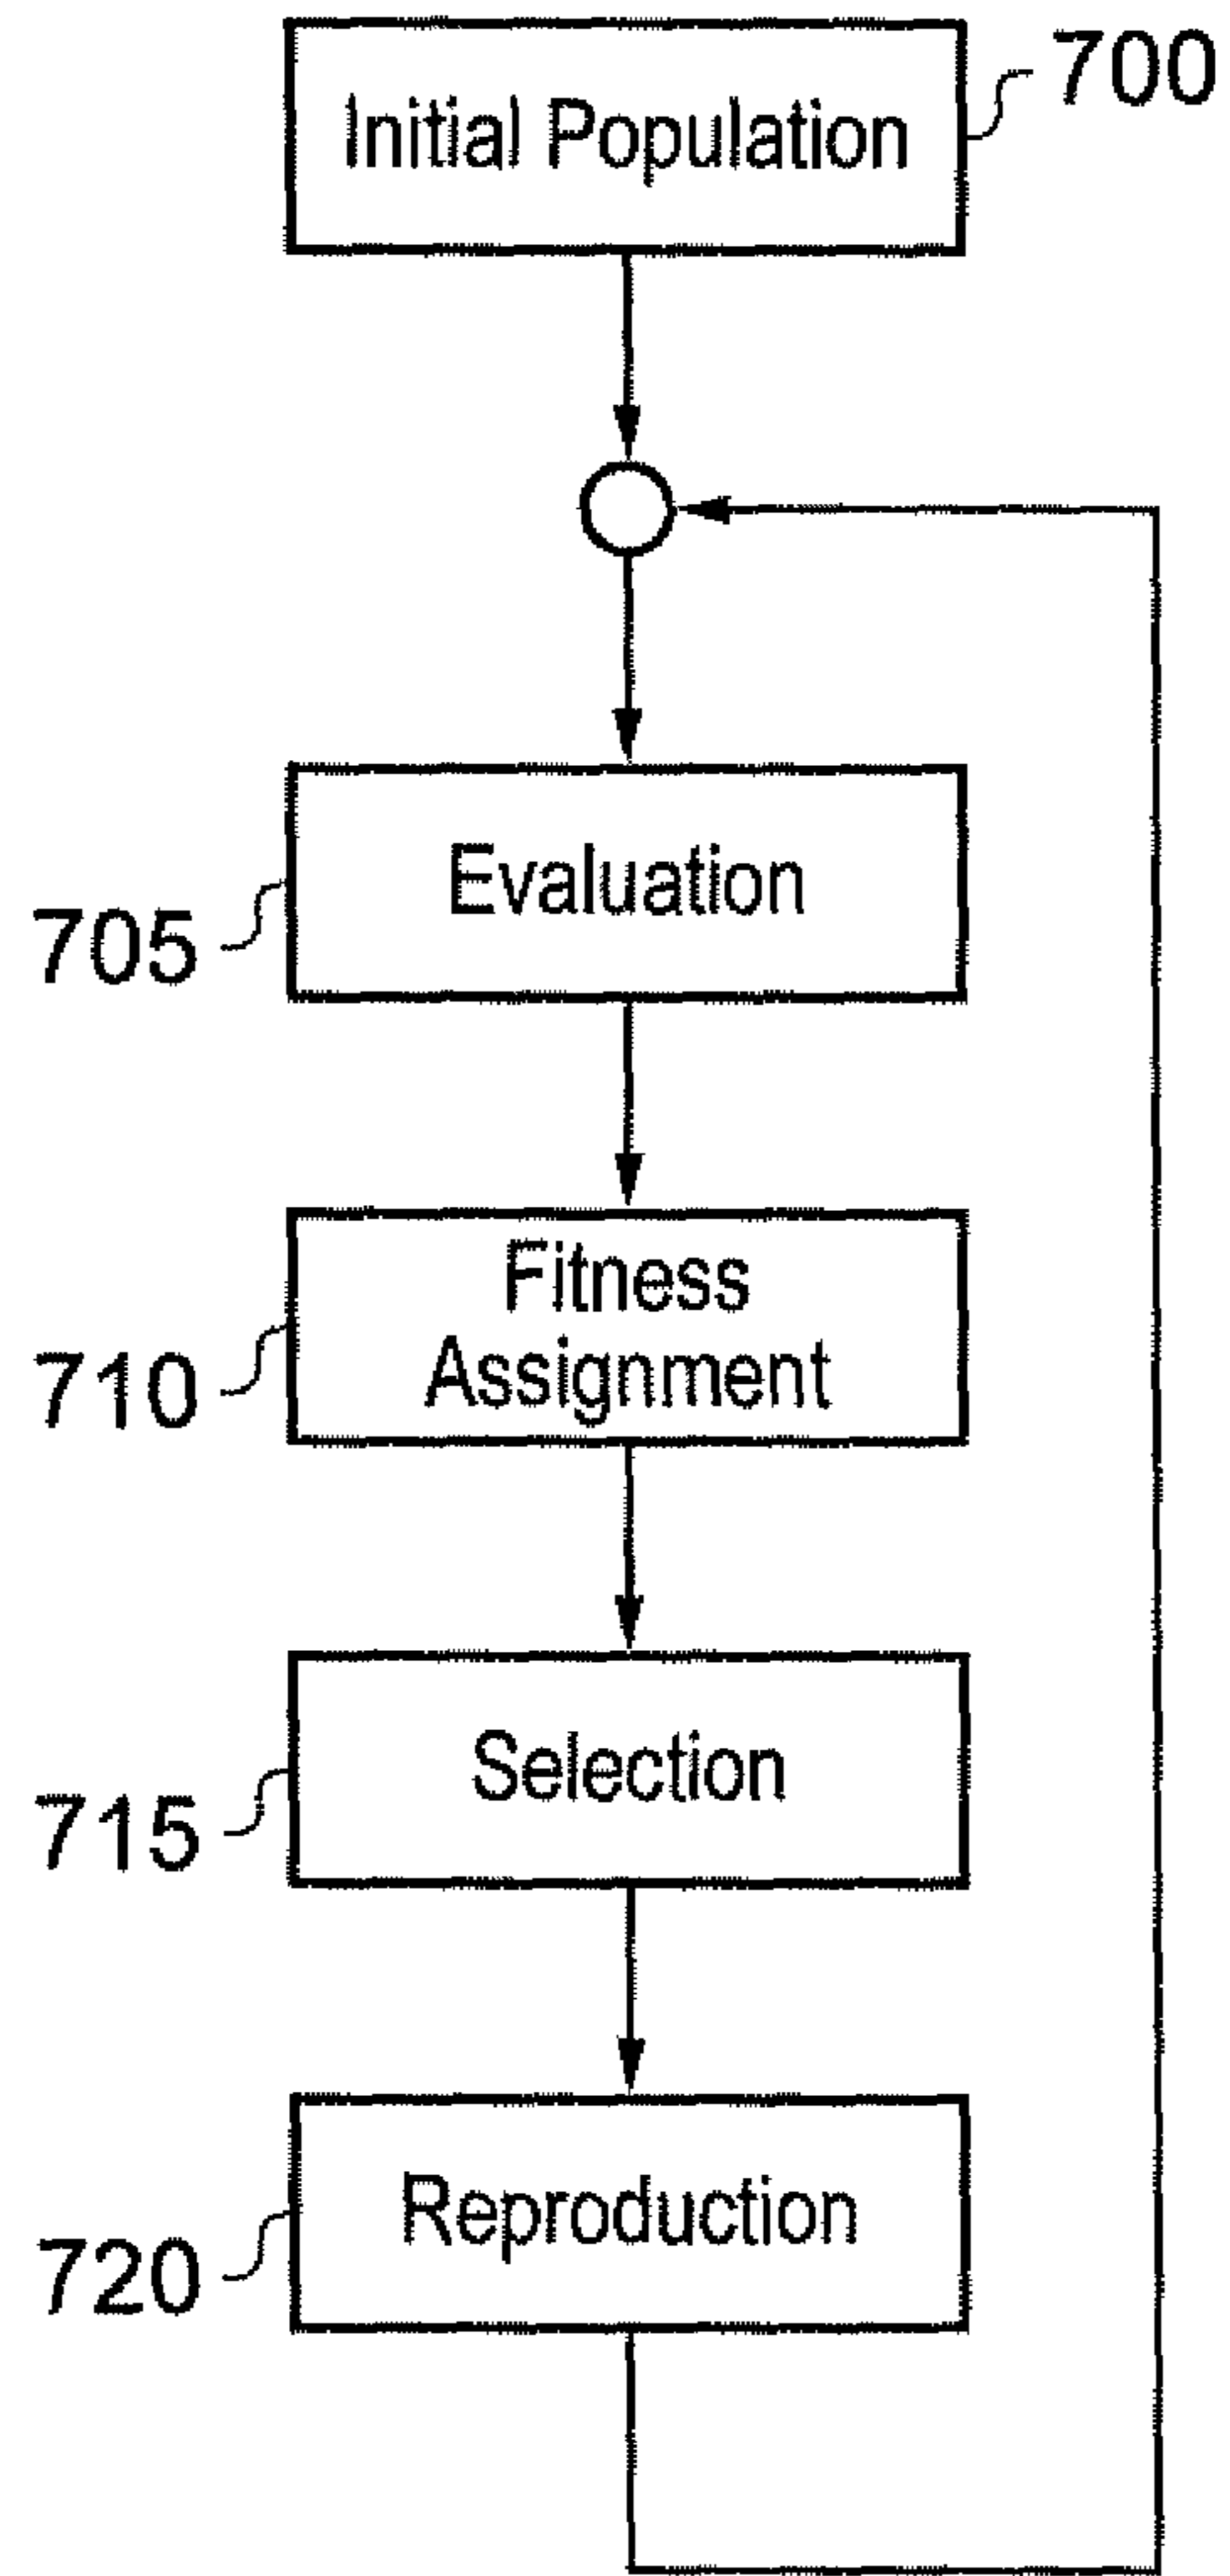 Initial Population
700
Evaluation
705
Fitness
Assignment
710
Selection
715
Reproduction
720